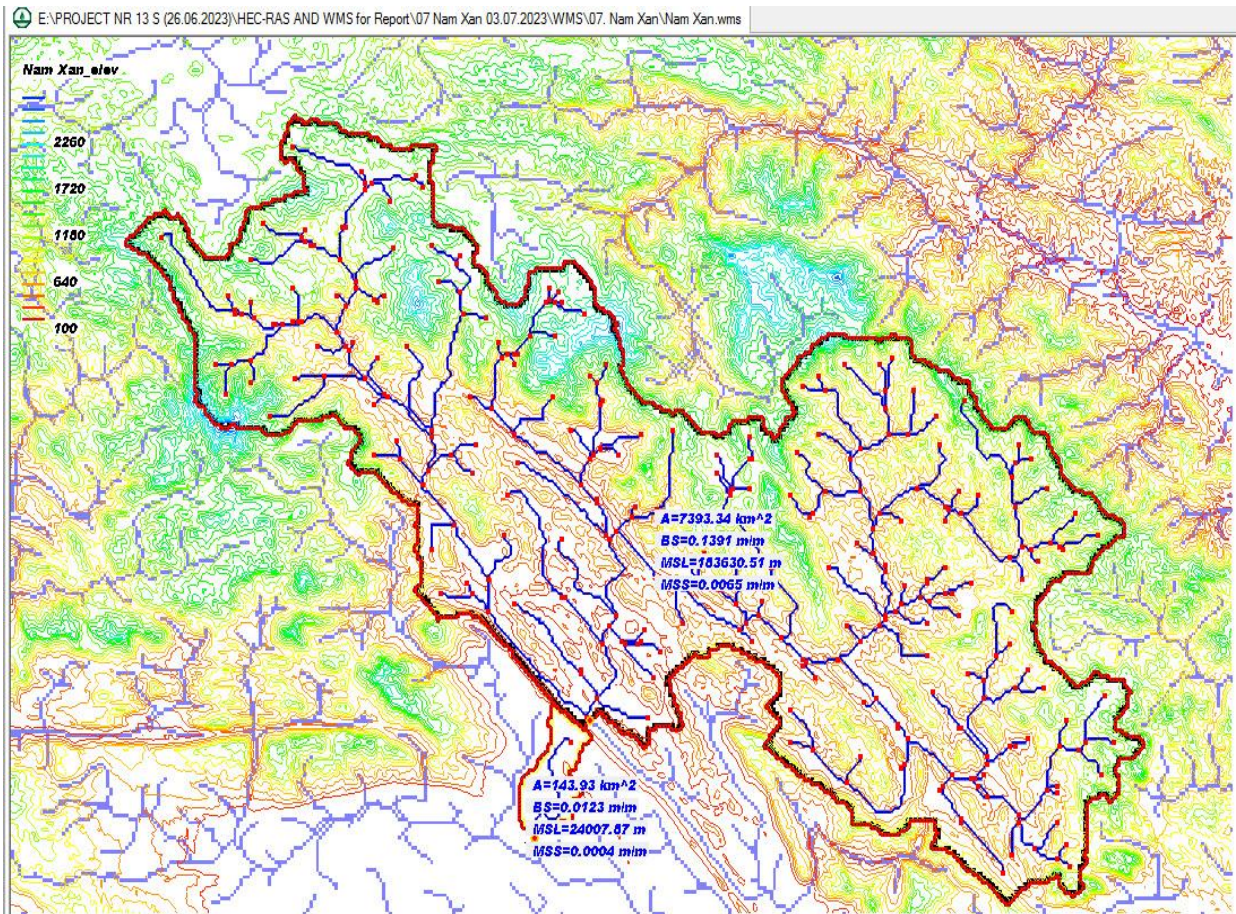 E:\PROJECT NR 13 S (26.06.2023)\HEC-RAS AND WMS for Report\07 Nam Xan 03.07.2023\WMS\07. Nam Xan\Nam Xan.wms
Nam Xan_elev
2260
1720
1180
640
100
A=7393.34 km^2
BS=0.1391 m/m
MSL=183630.51 m
MSS=0.0065 m/m
A=143.93 km^2
BS=0.0123 m/m
MSL=24007.87 m
MSS=0.0004 m/m